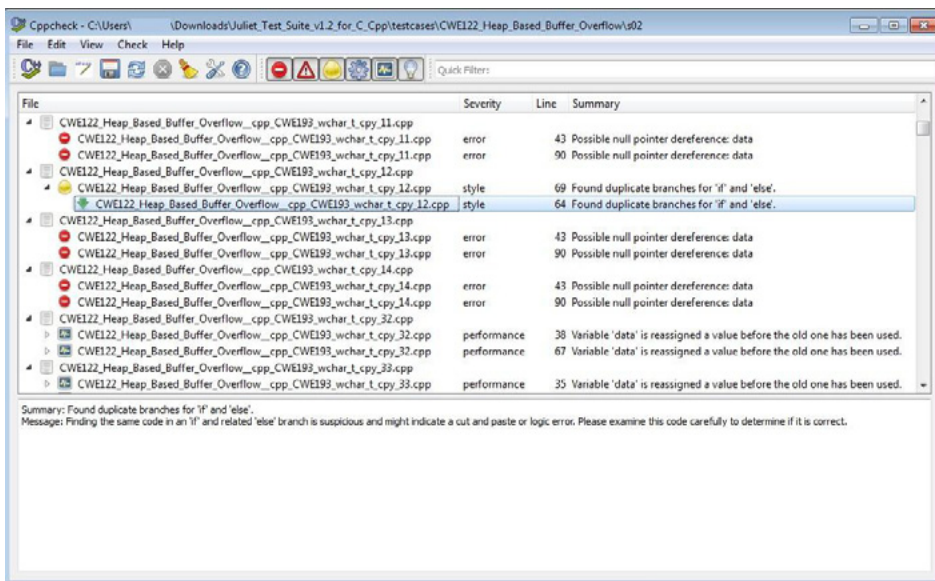 Cppcheck - C:\Users\ \Downloads\Juliet_Test_Suite_v1.2_for_C_Cpp\testcases\CWE122_Heap_Based_Buffer_Overflow\s02
File Edit View Check Help
Quick Filter:
File Severity Line Summary
CWE122_Heap_Based_Buffer_Overflow__cpp_CWE193_wchar_t_cpy_11.cpp
CWE122_Heap_Based_Buffer_Overflow__cpp_CWE193_wchar_t_cpy_11.cpp error 43 Possible null pointer dereference: data
CWE122_Heap_Based_Buffer_Overflow__cpp_CWE193_wchar_t_cpy_11.cpp error 90 Possible null pointer dereference: data
CWE122_Heap_Based_Buffer_Overflow__cpp_CWE193_wchar_t_cpy_12.cpp
CWE122_Heap_Based_Buffer_Overflow__cpp_CWE193_wchar_t_cpy_12.cpp style 69 Found duplicate branches for 'if' and 'else'.
CWE122_Heap_Based_Buffer_Overflow__cpp_CWE193_wchar_t_cpy_12.cpp style 64 Found duplicate branches for 'if' and 'else'.
CWE122_Heap_Based_Buffer_Overflow__cpp_CWE193_wchar_t_cpy_13.cpp
CWE122_Heap_Based_Buffer_Overflow__cpp_CWE193_wchar_t_cpy_13.cpp error 43 Possible null pointer dereference: data
CWE122_Heap_Based_Buffer_Overflow__cpp_CWE193_wchar_t_cpy_13.cpp error 90 Possible null pointer dereference: data
CWE122_Heap_Based_Buffer_Overflow__cpp_CWE193_wchar_t_cpy_14.cpp
CWE122_Heap_Based_Buffer_Overflow__cpp_CWE193_wchar_t_cpy_14.cpp error 43 Possible null pointer dereference: data
CWE122_Heap_Based_Buffer_Overflow__cpp_CWE193_wchar_t_cpy_14.cpp error 90 Possible null pointer dereference: data
CWE122_Heap_Based_Buffer_Overflow__cpp_CWE193_wchar_t_cpy_32.cpp
CWE122_Heap_Based_Buffer_Overflow__cpp_CWE193_wchar_t_cpy_32.cpp performance 38 Variable 'data' is reassigned a value before the old one has been used.
CWE122_Heap_Based_Buffer_Overflow__cpp_CWE193_wchar_t_cpy_32.cpp performance 67 Variable 'data' is reassigned a value before the old one has been used.
CWE122_Heap_Based_Buffer_Overflow__cpp_CWE193_wchar_t_cpy_33.cpp
CWE122_Heap_Based_Buffer_Overflow__cpp_CWE193_wchar_t_cpy_33.cpp performance 35 Variable 'data' is reassigned a value before the old one has been used.
Summary: Found duplicate branches for 'if' and 'else'.
Message: Finding the same code in an 'if' and related 'else' branch is suspicious and might indicate a cut and paste or logic error. Please examine this code carefully to determine if it is correct.